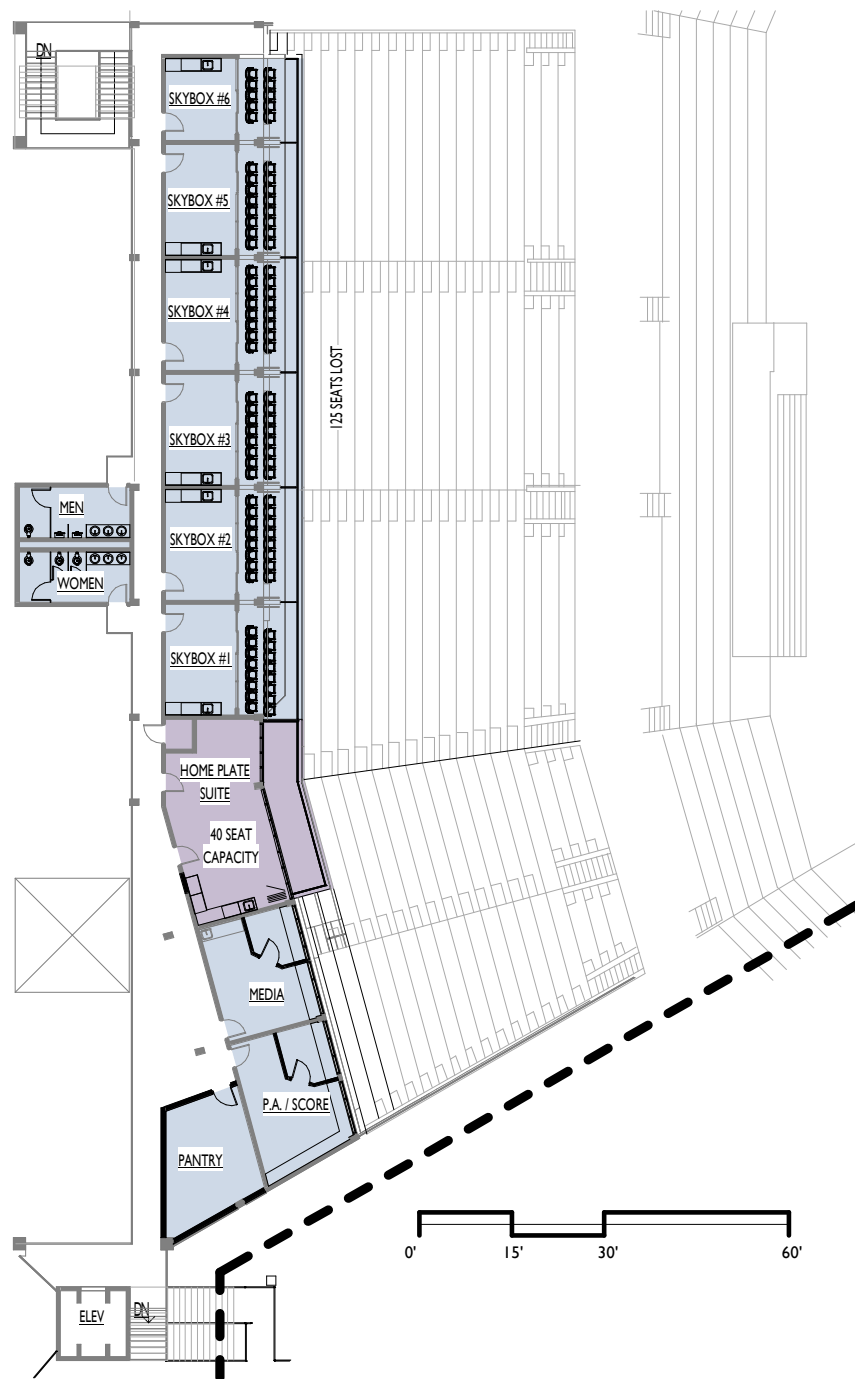 DN
SKYBOX #6
SKYBOX #5
SKYBOX #4
125 SEATS LOST
SKYBOX #3
MEN
SKYBOX #2
WOMEN
SKYBOX #1
HOME PLATE
SUITE
40 SEAT
CAPACITY
MEDIA
P.A. / SCORE
PANTRY
0' 15' 30' 60'
ELEV
DN